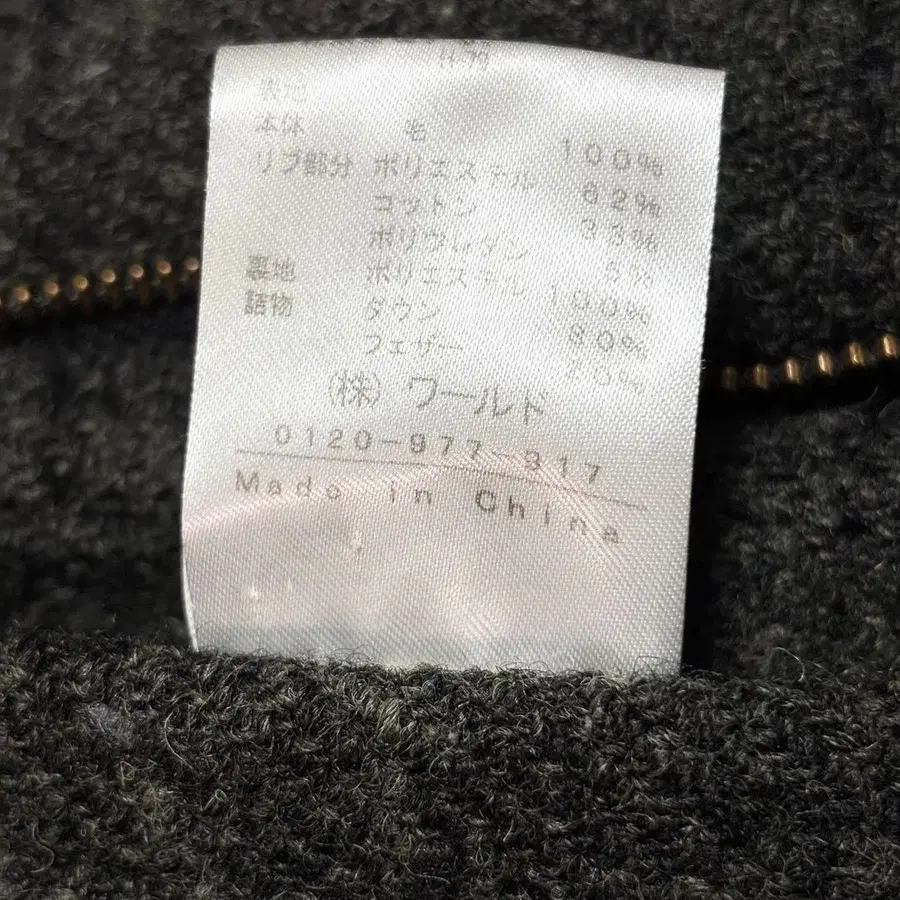 表地
本体 毛 100%
リブ部分 ポリエステル 62%
コットン 33%
ポリウレタン 5%
裏地 ポリエステル 100%
詰物 ダウン 80%
フェザー 20%
(株) ワールド
0120-977-317
Made in China